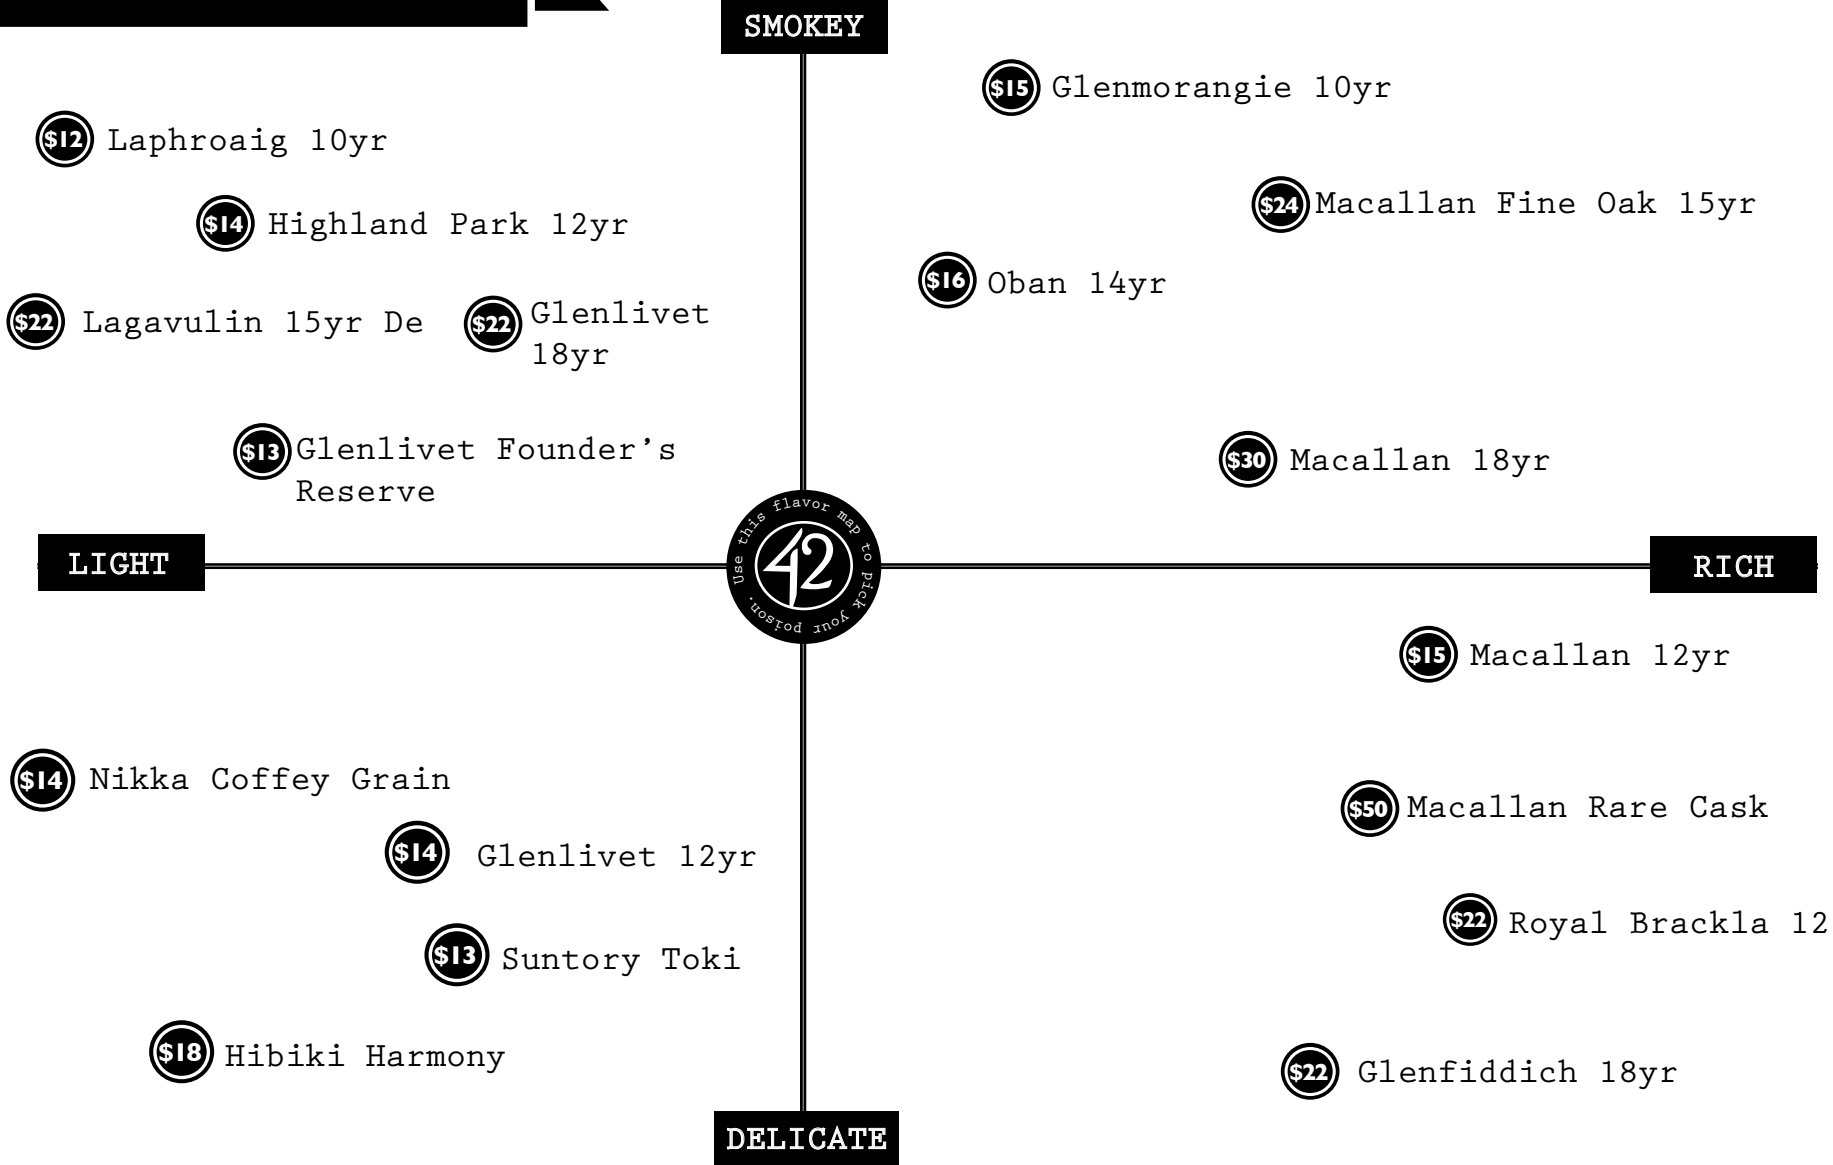 SMOKEY
$15 Glenmorangie 10yr
$12 Laphroaig 10yr
$24 Macallan Fine Oak 15yr
$14 Highland Park 12yr
$16 Oban 14yr
$22 Lagavulin 15yr De
$22 Glenlivet
18yr
$13 Glenlivet Founder's
Reserve
$30 Macallan 18yr
LIGHT
Use this flavor map to pick your poison.
42
RICH
$15 Macallan 12yr
$14 Nikka Coffey Grain
$50 Macallan Rare Cask
$14 Glenlivet 12yr
$22 Royal Brackla 12
$13 Suntory Toki
$18 Hibiki Harmony
$22 Glenfiddich 18yr
DELICATE